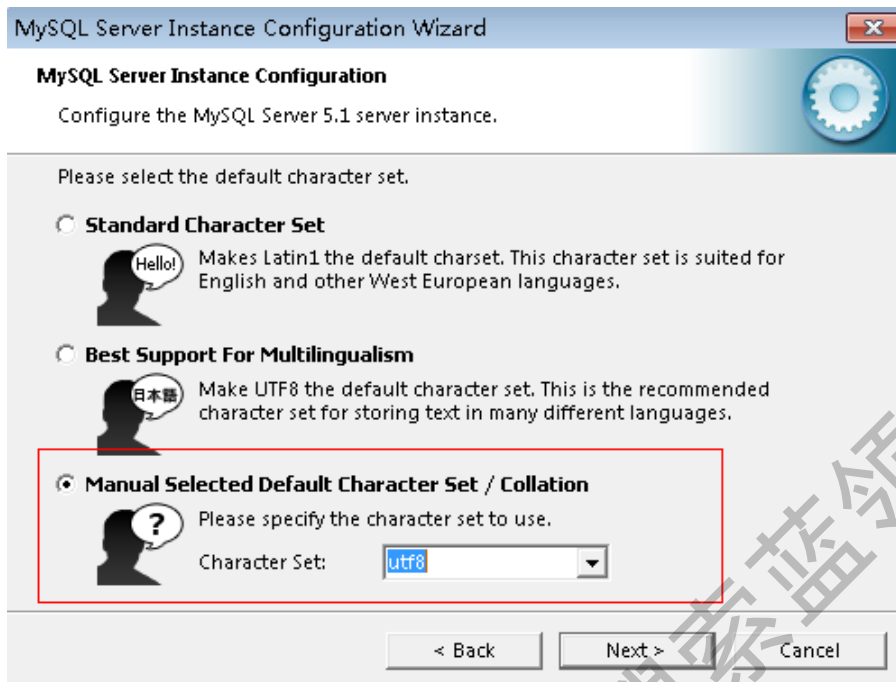 MySQL Server Instance Configuration Wizard
MySQL Server Instance Configuration
Configure the MySQL Server 5.1 server instance.
Please select the default character set.
Standard Character Set
Hello!
Makes Latin1 the default charset. This character set is suited for
English and other West European languages.
Best Support For Multilingualism
日本語
Make UTF8 the default character set. This is the recommended
character set for storing text in many different languages.
Manual Selected Default Character Set / Collation
?
Please specify the character set to use.
Character Set:
utf8
< Back
Next >
Cancel
索蓝领